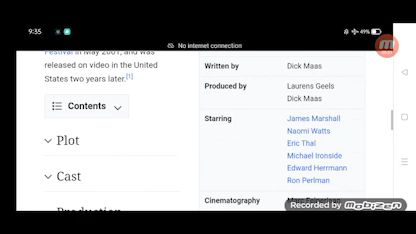 9:35
49%
No internet connection
Festival in May 2001, and was
released on video in the United
States two years later.[1]
Contents
Plot
Cast
Production
Written by Dick Maas
Produced by Laurens Geels
Dick Maas
Starring James Marshall
Naomi Watts
Eric Thal
Michael Ironside
Edward Herrmann
Ron Perlman
Cinematography
Recorded by mobizen